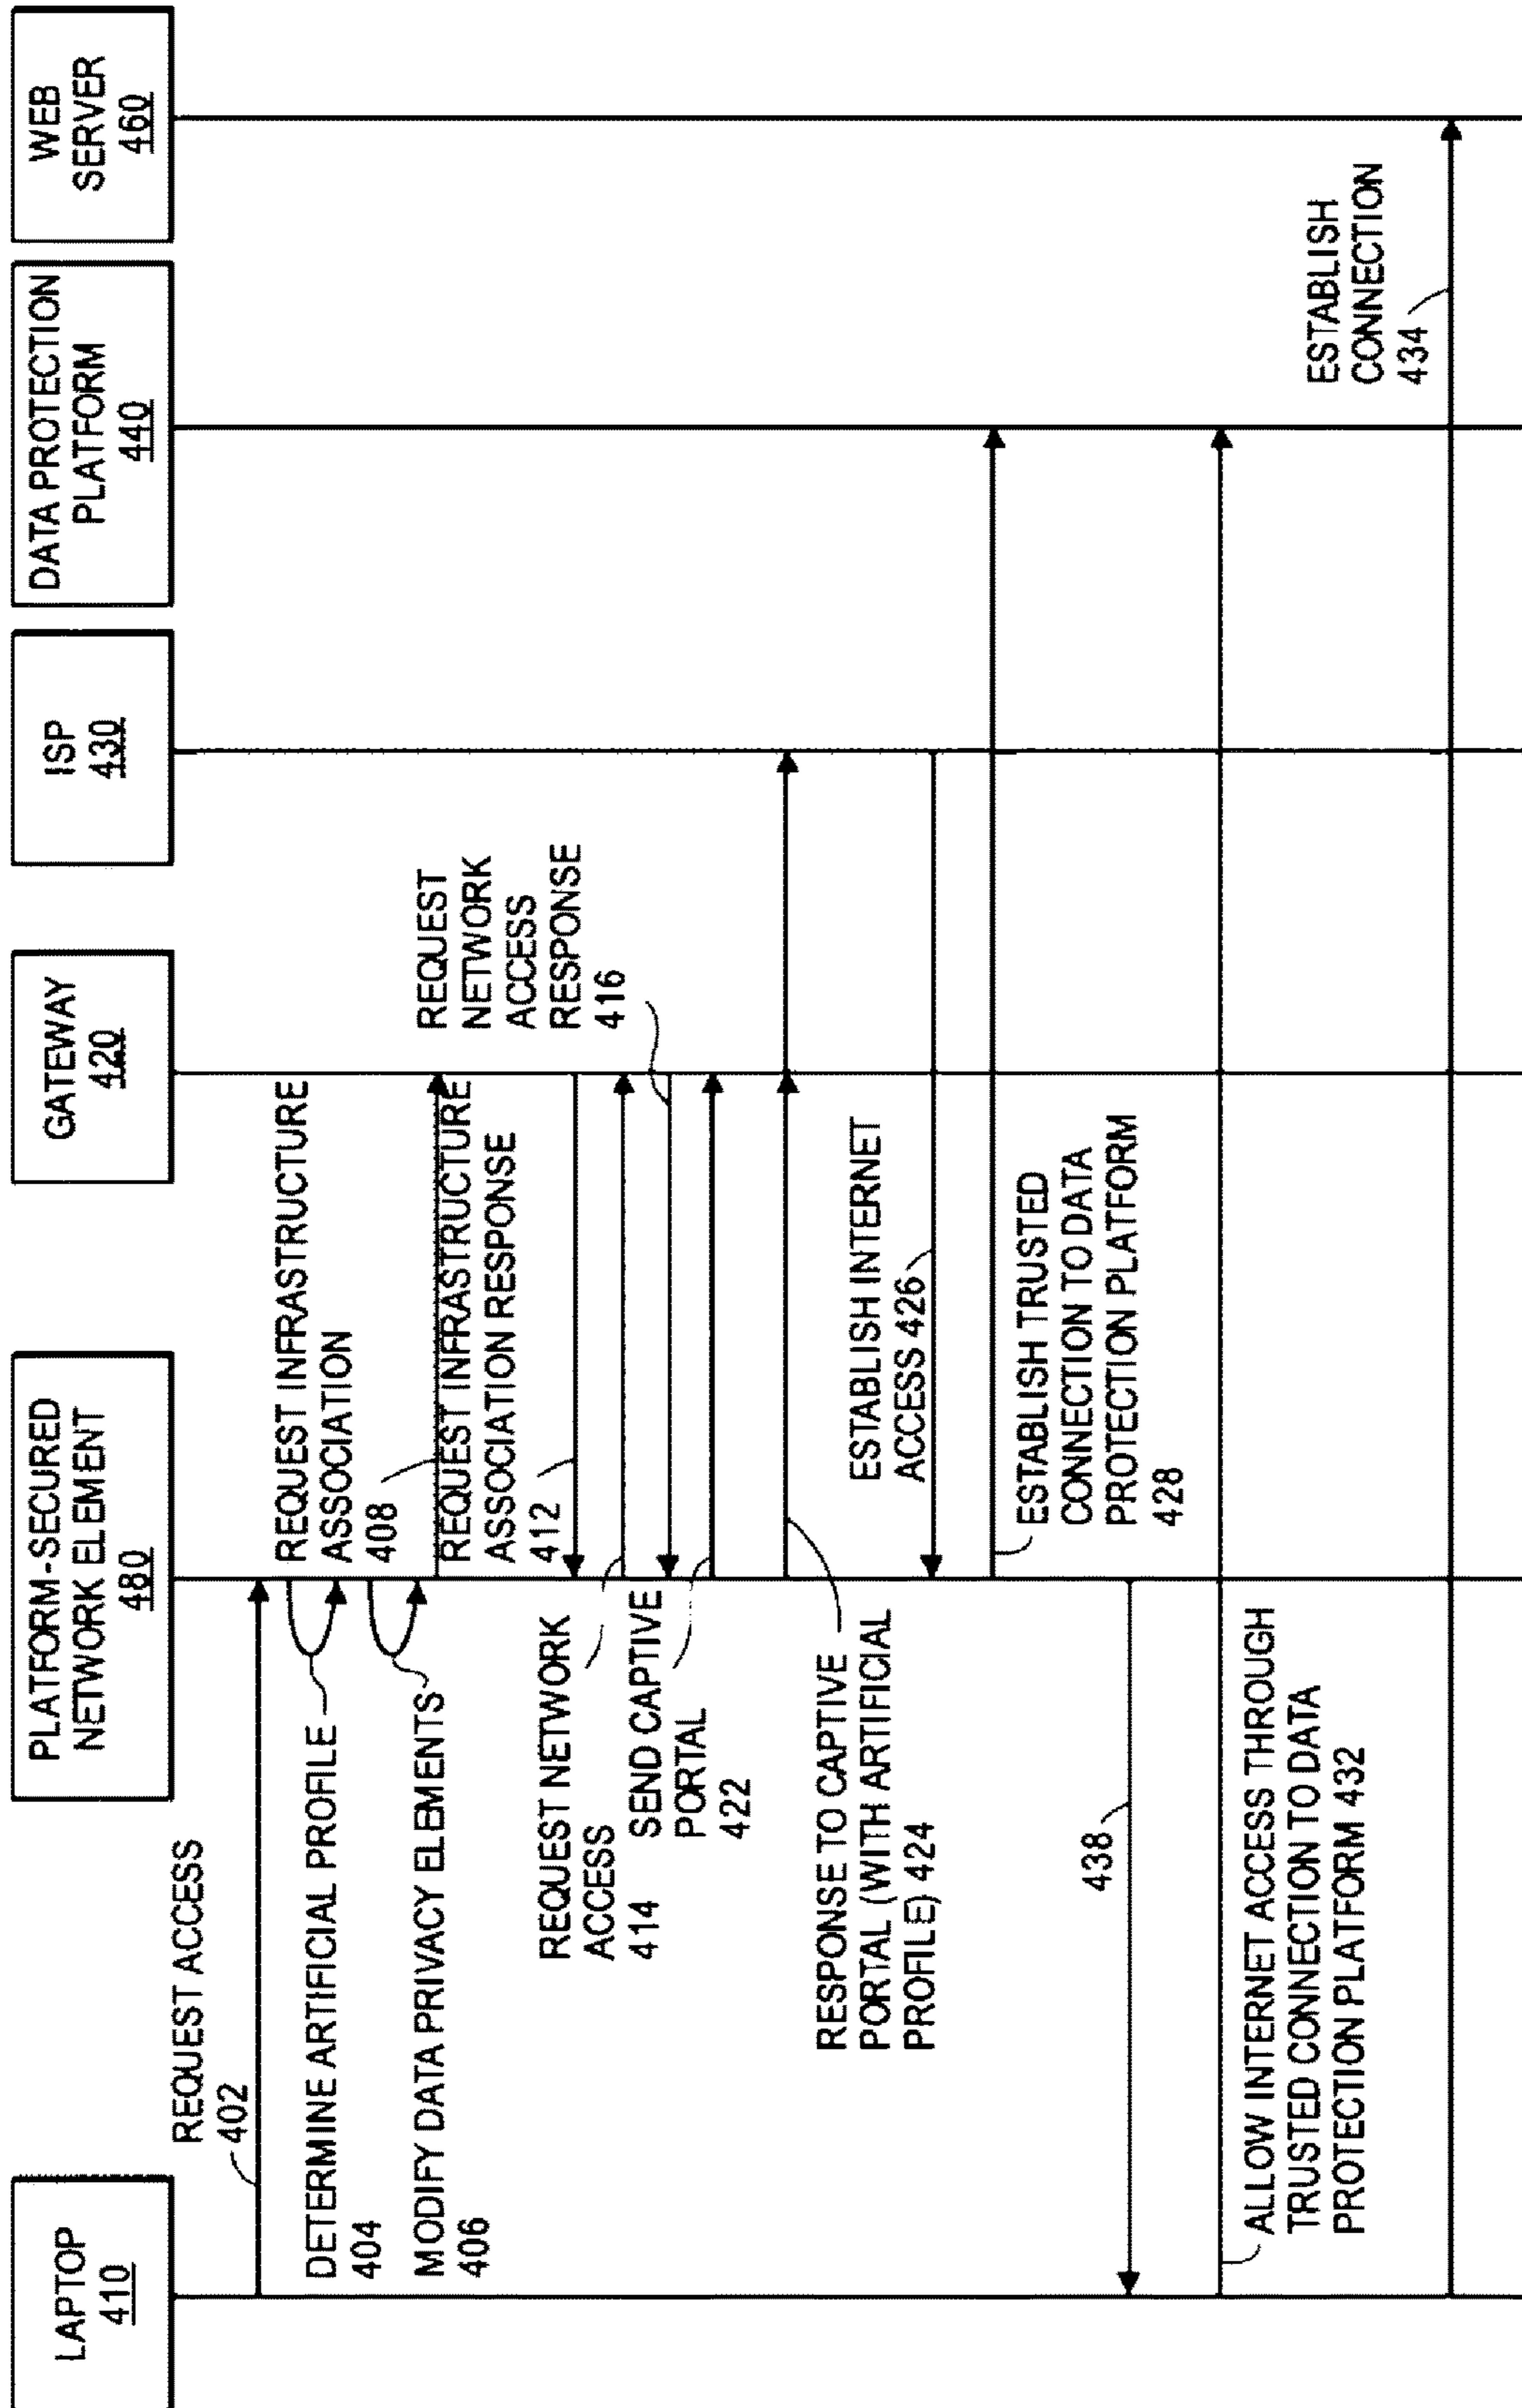 LAPTOP
410
PLATFORM-SECURED
NETWORK ELEMENT
480
GATEWAY
420
ISP
430
DATA PROTECTION
PLATFORM
440
WEB
SERVER
460
REQUEST ACCESS
402
DETERMINE ARTIFICIAL PROFILE
404
MODIFY DATA PRIVACY ELEMENTS
406
REQUEST INFRASTRUCTURE
ASSOCIATION
408
REQUEST INFRASTRUCTURE
ASSOCIATION RESPONSE
412
REQUEST NETWORK
ACCESS
414
REQUEST
NETWORK
ACCESS
RESPONSE
416
SEND CAPTIVE
PORTAL
422
RESPONSE TO CAPTIVE
PORTAL (WITH ARTIFICIAL
PROFILE) 424
ESTABLISH INTERNET
ACCESS 426
ESTABLISH TRUSTED
CONNECTION TO DATA
PROTECTION PLATFORM
428
438
ALLOW INTERNET ACCESS THROUGH
TRUSTED CONNECTION TO DATA
PROTECTION PLATFORM 432
ESTABLISH
CONNECTION
434